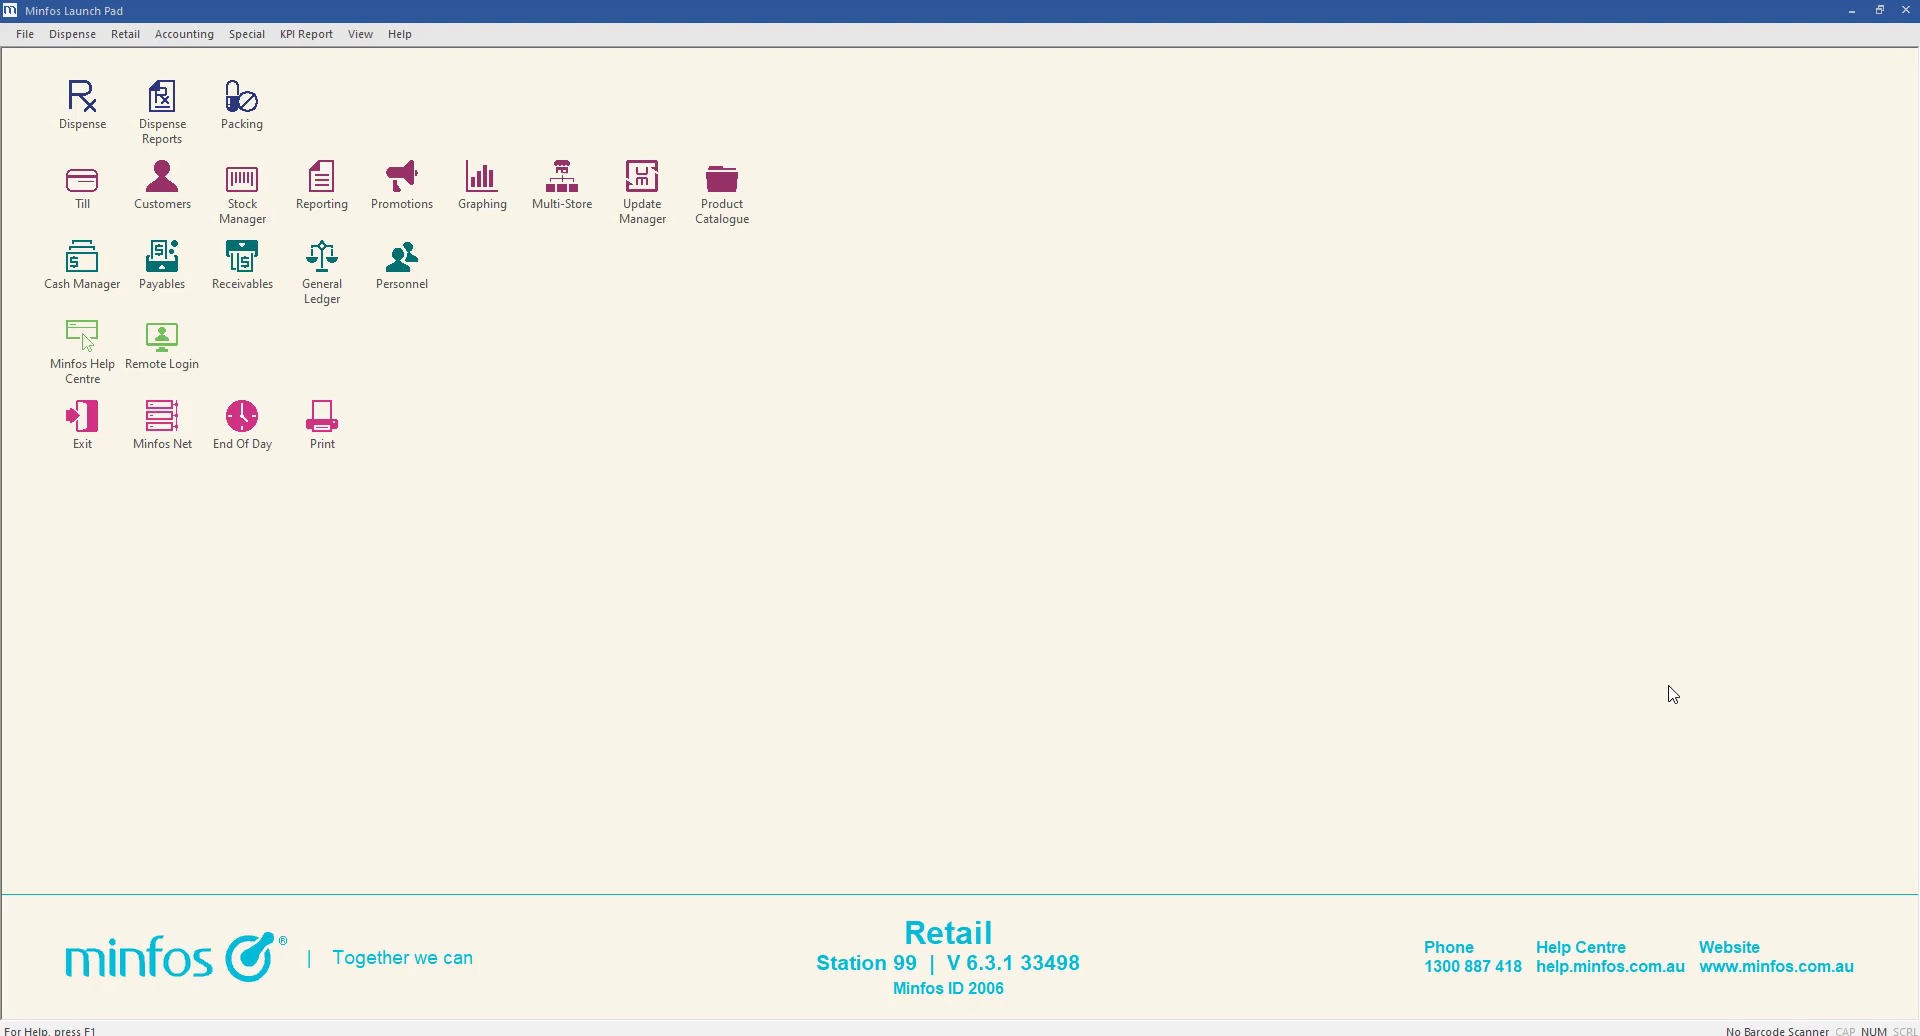 Minfos Launch Pad
File Dispense Retail Accounting Special KPI Report View Help
Dispense
Dispense Reports
Packing
Till
Customers
Stock Manager
Reporting
Promotions
Graphing
Multi-Store
Update Manager
Product Catalogue
Cash Manager
Payables
Receivables
General Ledger
Personnel
Minfos Help Centre
Remote Login
Exit
Minfos Net
End Of Day
Print
minfos ® | Together we can
Retail
Station 99 | V 6.3.1 33498
Minfos ID 2006
Phone
1300 887 418
Help Centre
help.minfos.com.au
Website
www.minfos.com.au
For Help, press F1
No Barcode Scanner CAP NUM SCRL